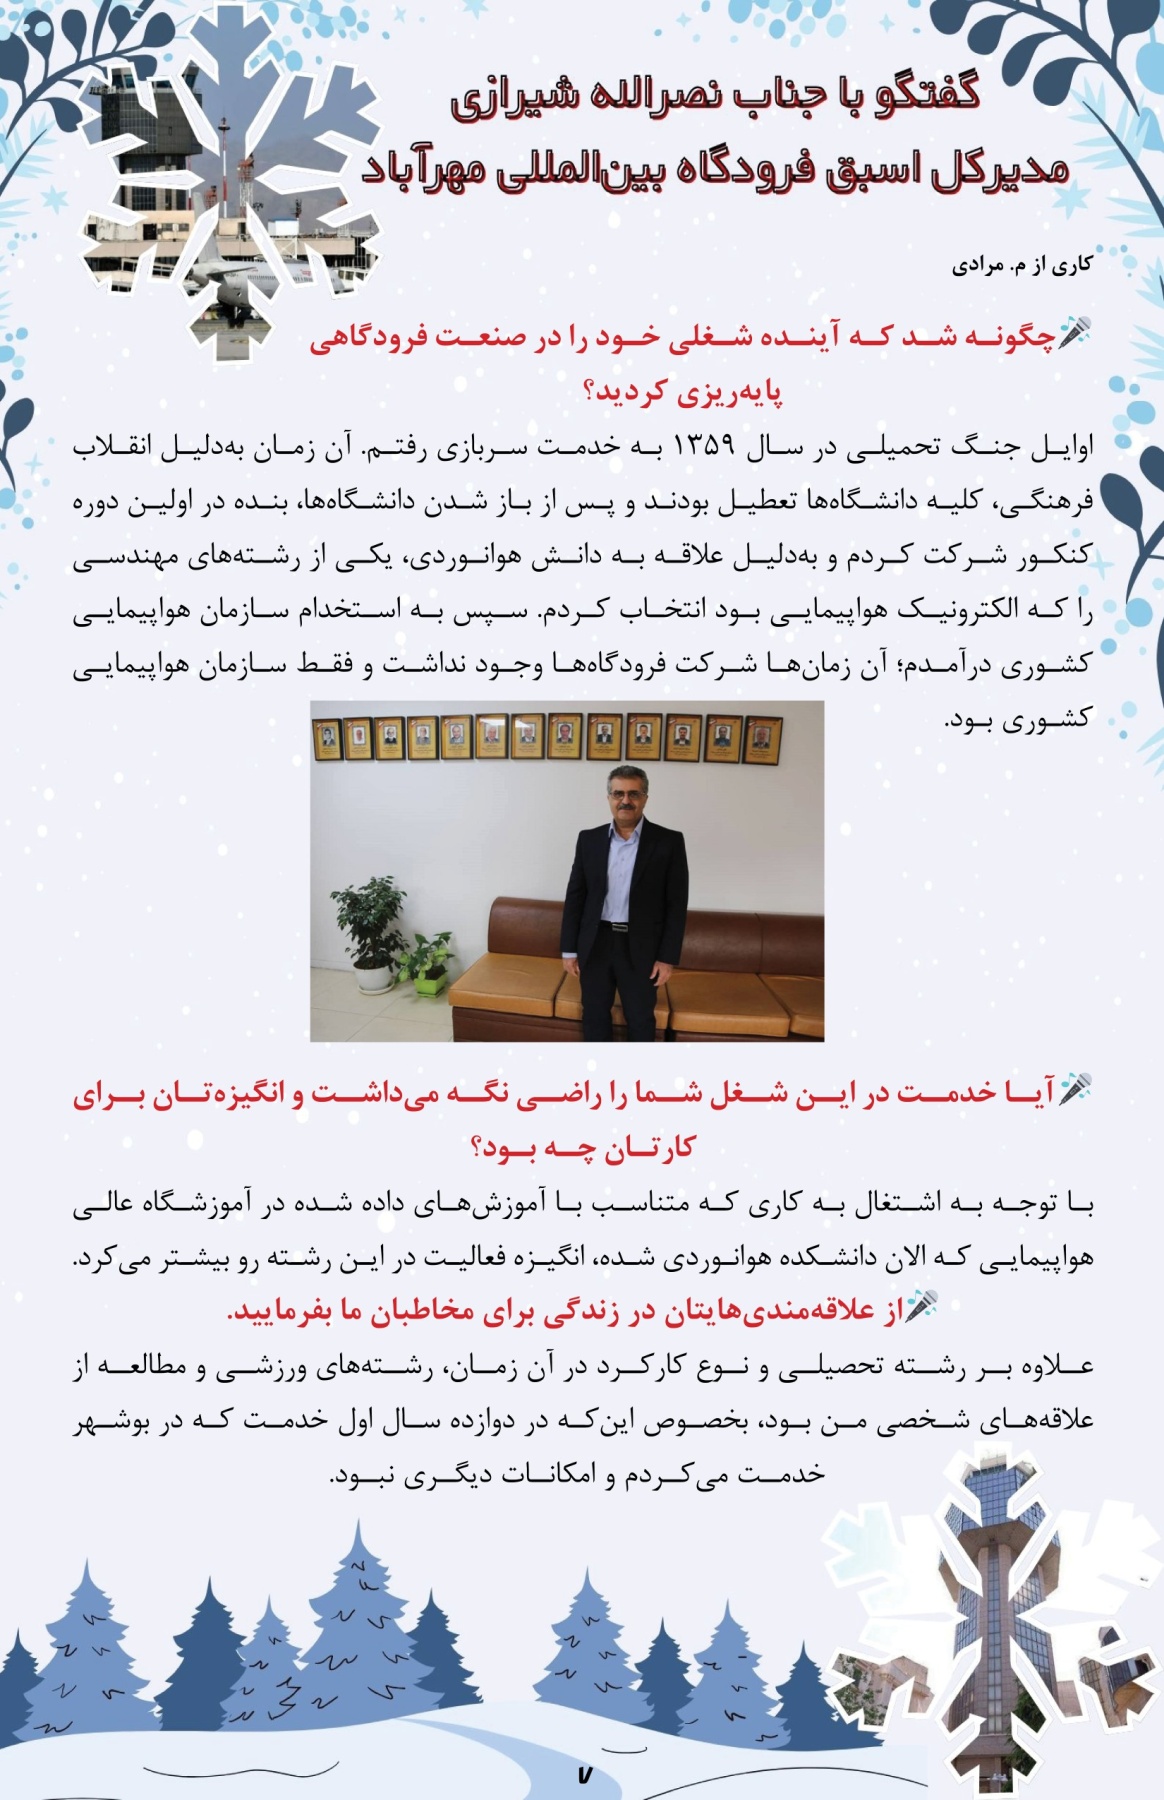 گفتگو با جناب نصرالله شیرازی
مدیرکل اسبق فرودگاه بین‌المللی مهرآباد
کاری از م. مرادی
چگونه شد که آینده شغلی خود را در صنعت فرودگاهی
پایه‌ریزی کردید؟
اوایل جنگ تحمیلی در سال ۱۳۵۹ به خدمت سربازی رفتم. آن زمان به‌دلیل انقلاب
فرهنگی، کلیه دانشگاه‌ها تعطیل بودند و پس از باز شدن دانشگاه‌ها، بنده در اولین دوره
کنکور شرکت کردم و به‌دلیل علاقه به دانش هوانوردی، یکی از رشته‌های مهندسی
را که الکترونیک هواپیمایی بود انتخاب کردم. سپس به استخدام سازمان هواپیمایی
کشوری درآمدم؛ آن زمان‌ها شرکت فرودگاه‌ها وجود نداشت و فقط سازمان هواپیمایی
کشوری بود.
آیا خدمت در این شغل شما را راضی نگه می‌داشت و انگیزه‌تان برای
کارتان چه بود؟
با توجه به اشتغال به کاری که متناسب با آموزش‌های داده شده در آموزشگاه عالی
هواپیمایی که الان دانشکده هوانوردی شده، انگیزه فعالیت در این رشته رو بیشتر می‌کرد.
از علاقه‌مندی‌هایتان در زندگی برای مخاطبان ما بفرمایید.
علاوه بر رشته تحصیلی و نوع کارکرد در آن زمان، رشته‌های ورزشی و مطالعه از
علاقه‌های شخصی من بود، بخصوص این‌که در دوازده سال اول خدمت که در بوشهر
خدمت می‌کردم و امکانات دیگری نبود.
۷